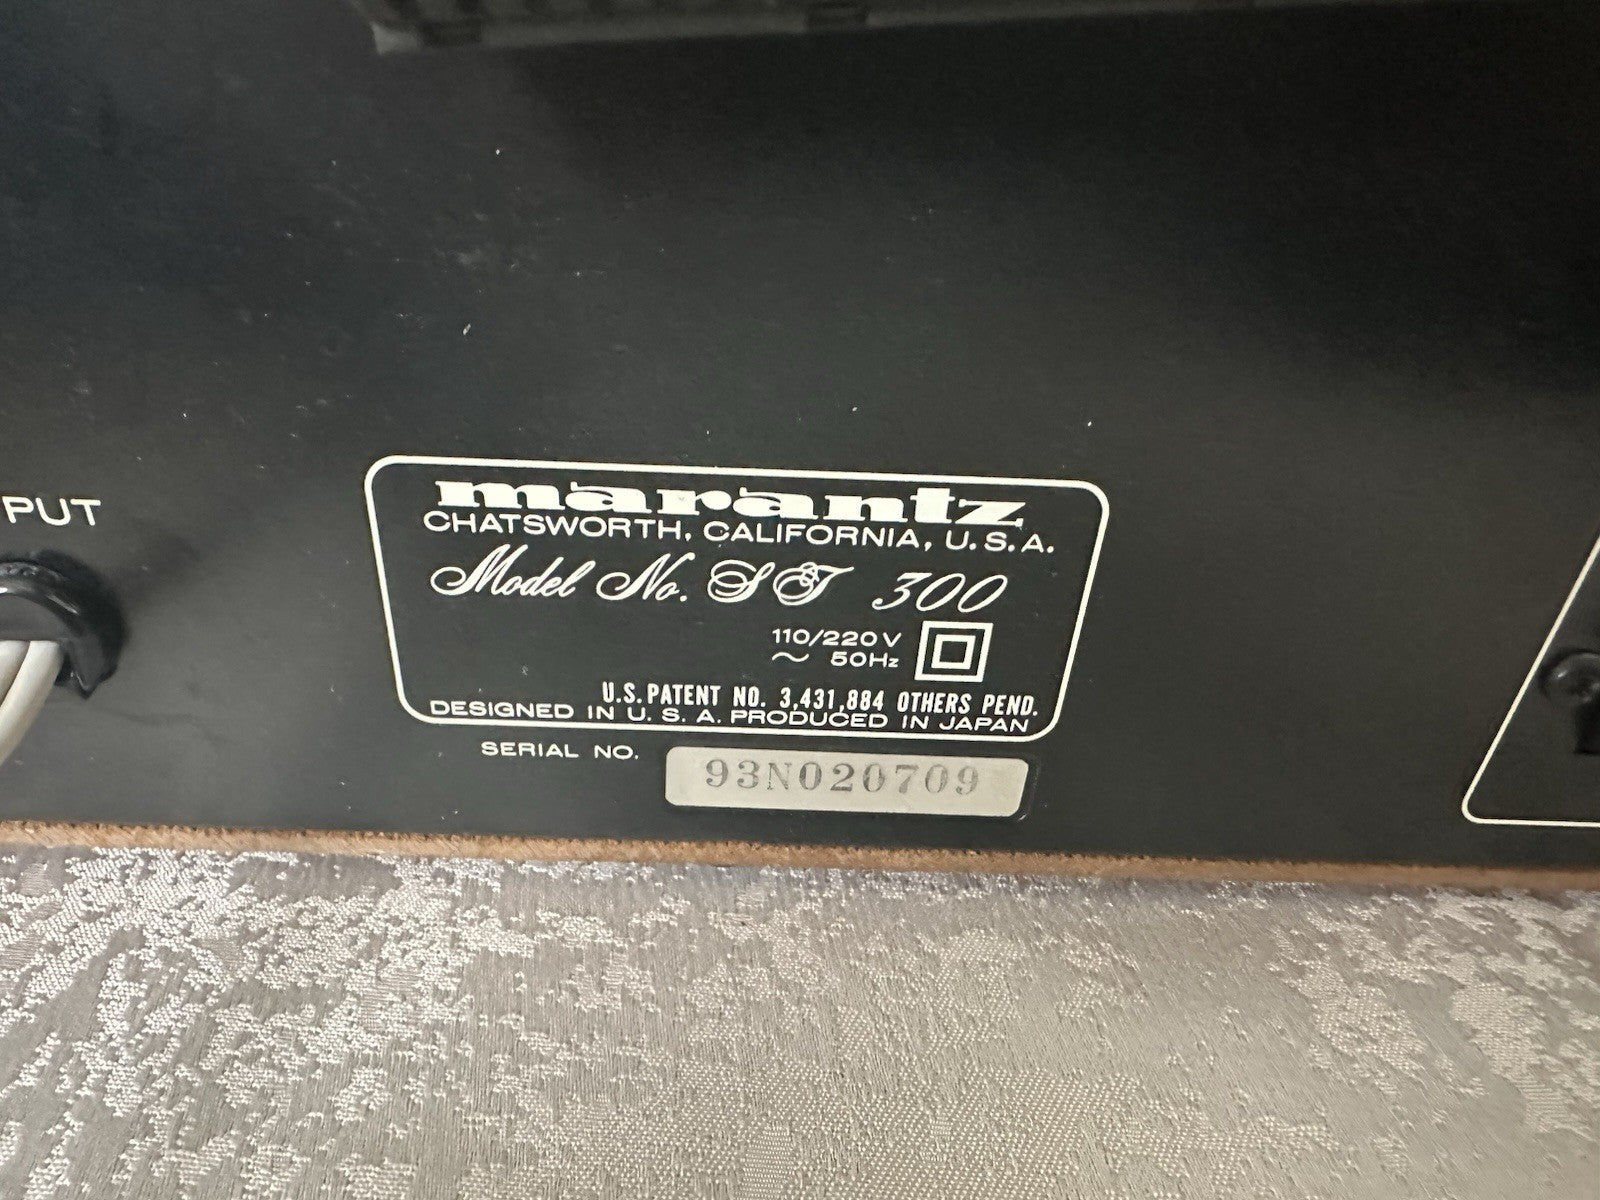 PUT
marantz
CHATSWORTH, CALIFORNIA, U.S.A.
Model No. ST 300
110/220V
~ 50Hz
U.S. PATENT NO. 3,431,884 OTHERS PEND.
DESIGNED IN U.S.A. PRODUCED IN JAPAN
SERIAL NO. 93N020709